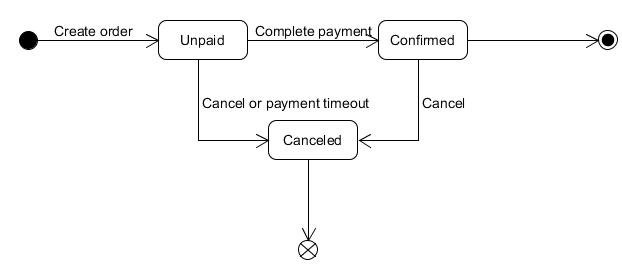 Create order
Unpaid
Complete payment
Confirmed
Cancel or payment timeout
Cancel
Canceled